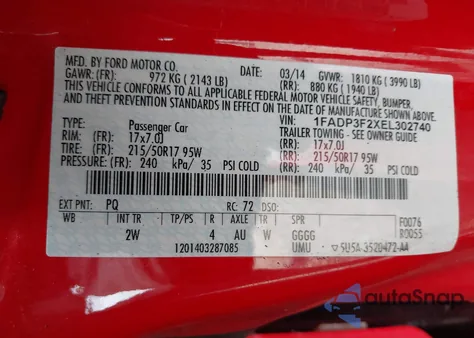 MFD. BY FORD MOTOR CO.
DATE: 03/14 GVWR: 1810 KG ( 3990 LB)
GAWR: (FR): 972 KG ( 2143 LB) (RR): 880 KG ( 1940 LB)
THIS VEHICLE CONFORMS TO ALL APPLICABLE FEDERAL MOTOR VEHICLE SAFETY, BUMPER,
AND THEFT PREVENTION STANDARDS IN EFFECT ON THE DATE OF MANUFACTURE SHOWN ABOVE.
VIN: 1FADP3F2XEL302740
TYPE: Passenger Car TRAILER TOWING - SEE OWNER GUIDE
RIM: (FR): 17x7.0J (RR): 17x7.0J
TIRE: (FR): 215/50R17 95W (RR): 215/50R17 95W
PRESSURE: (FR): 240 kPa/ 35 PSI COLD (RR): 240 kPa/ 35 PSI COLD
EXT PNT: PQ RC: 72 DSO: F0076
WB INT TR TP/PS R AXLE TR SPR R0055
2W 4 AU W GGGG
1201403287085 UMU 5U5A-3520472-AA
autoSnap